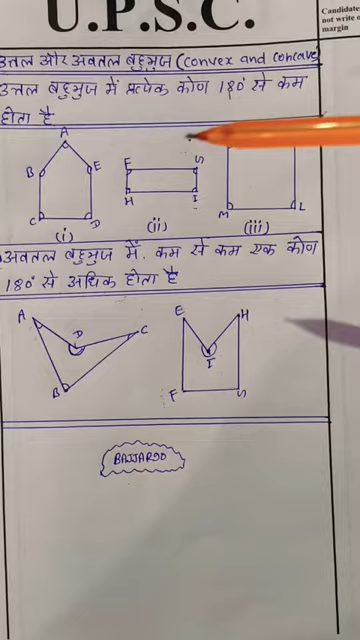 U.P.S.C.
Candidate
not write
margin
उत्तल और अवतल बहुभुज (Convex and concave)
उत्तल बहुभुज में प्रत्येक कोण 180° से कम
होता है
A
B E
C D
(i)
F S
H I
(ii)
M L
(iii)
अवतल बहुभुज में. कम से कम एक कोण
180° से अधिक होता है
A
D
C
B
E H
I
F S
BAJJAR90